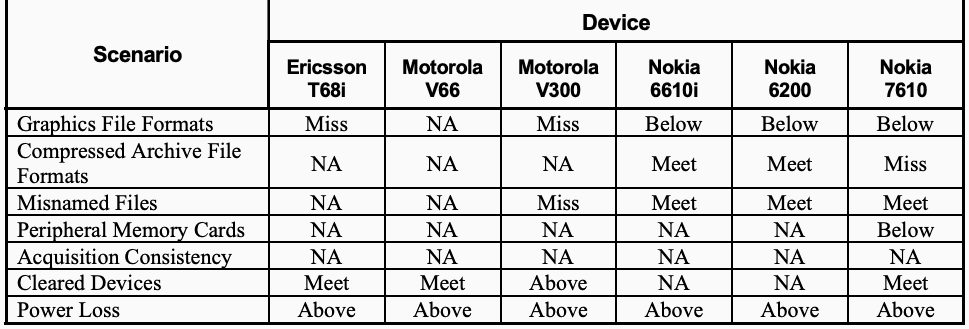 Scenario
Device
Ericsson T68i
Motorola V66
Motorola V300
Nokia 6610i
Nokia 6200
Nokia 7610
Graphics File Formats Miss NA Miss Below Below Below
Compressed Archive File Formats NA NA NA Meet Meet Miss
Misnamed Files NA NA Miss Meet Meet Meet
Peripheral Memory Cards NA NA NA NA NA Below
Acquisition Consistency NA NA NA NA NA NA
Cleared Devices Meet Meet Above NA NA Meet
Power Loss Above Above Above Above Above Above